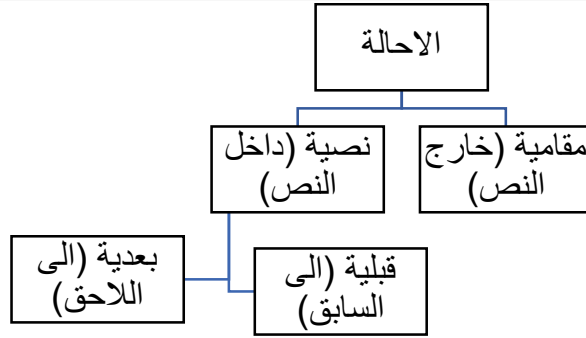 الاحالة
مقامية (خارج
النص)
نصية (داخل
النص)
قبلية (الى
السابق)
بعدية (الى
اللاحق)